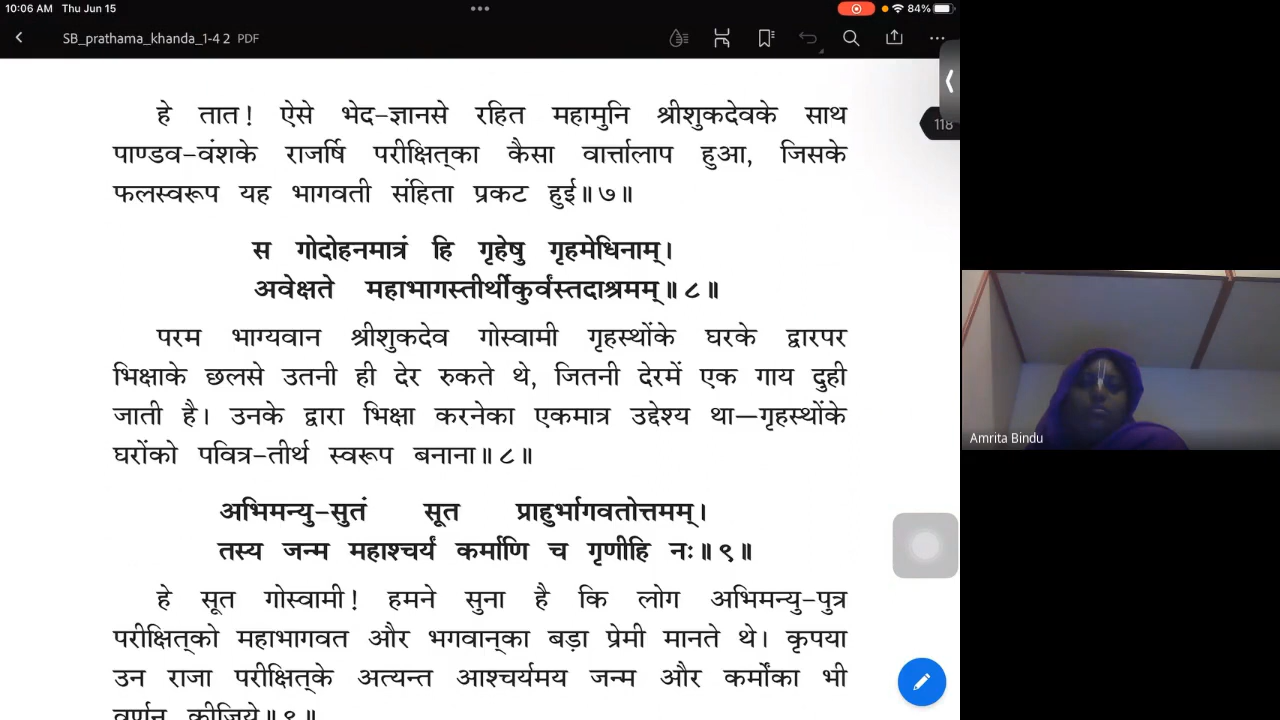 10:06 AM Thu Jun 15
84%
SB_prathama_khanda_1-4 2 PDF
118
हे तात! ऐसे भेद-ज्ञानसे रहित महामुनि श्रीशुकदेवके साथ
पाण्डव-वंशके राजर्षि परीक्षित्‌का कैसा वार्त्तालाप हुआ, जिसके
फलस्वरूप यह भागवती संहिता प्रकट हुई॥७॥
स गोदोहनमात्रं हि गृहेषु गृहमेधिनाम्।
अवेक्षते महाभागस्तीर्थीकुर्वंस्तदाश्रमम्॥८॥
परम भाग्यवान श्रीशुकदेव गोस्वामी गृहस्थोंके घरके द्वारपर
भिक्षाके छलसे उतनी ही देर रुकते थे, जितनी देरमें एक गाय दुही
जाती है। उनके द्वारा भिक्षा करनेका एकमात्र उद्देश्य था—गृहस्थोंके
घरोंको पवित्र-तीर्थ स्वरूप बनाना॥८॥
अभिमन्यु-सुतं सूत प्राहुर्भागवतोत्तमम्।
तस्य जन्म महाश्चर्यं कर्माणि च गृणीहि नः॥९॥
हे सूत गोस्वामी! हमने सुना है कि लोग अभिमन्यु-पुत्र
परीक्षित्‌को महाभागवत और भगवान्‌का बड़ा प्रेमी मानते थे। कृपया
उन राजा परीक्षित्‌के अत्यन्त आश्चर्यमय जन्म और कर्मोंका भी
वर्णन कीजिये॥९॥
Amrita Bindu